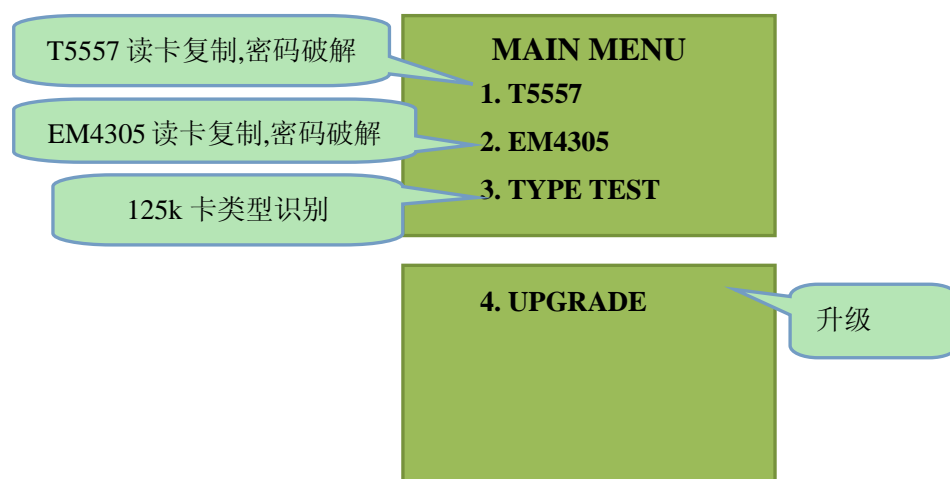 T5557 读卡复制,密码破解
MAIN MENU
1. T5557
EM4305 读卡复制,密码破解
2. EM4305
125k 卡类型识别
3. TYPE TEST
4. UPGRADE
升级